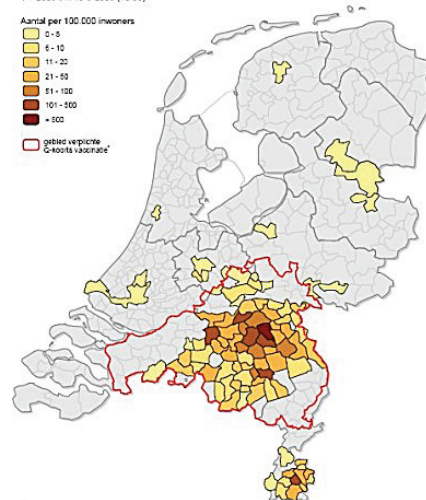 Aantal per 100.000 inwoners
0 - 5
6 - 10
11 - 20
21 - 50
51 - 100
101 - 500
> 500
gebied verplichte
Q-koorts vaccinatie*